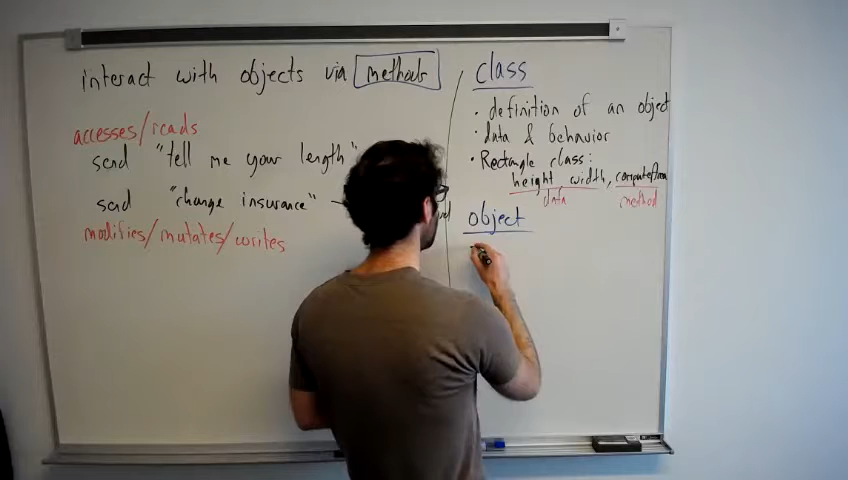 interact with objects via methods
accesses/reads
send "tell me your length"
send "change insurance"
modifies/mutates/writes
class
· definition of an object
· data & behavior
· Rectangle class:
height width, computeArea
data method
object